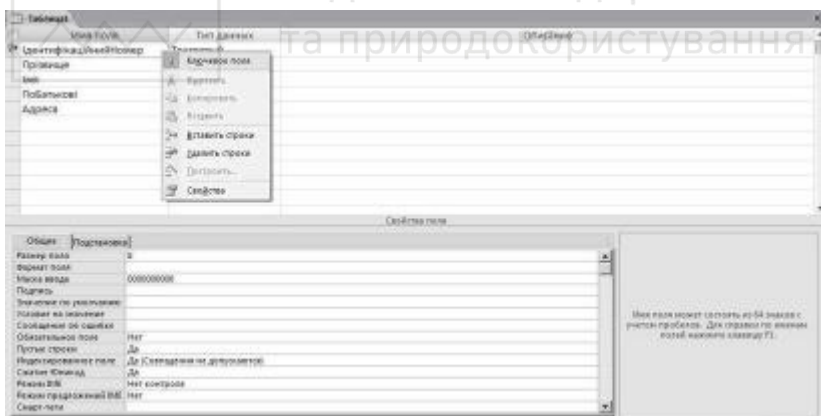 Таблица1
та природокористування
Имя поля Тип данных Описание
ІдентифікаційнийНомер Текстовый
Прізвище
Імя
ПоБатькові
Адреса
Ключевое поле
Вырезать
Копировать
Вставить
Вставить строки
Удалить строки
Построить...
Свойства
Свойства поля
Общие Подстановка
Размер поля
Формат поля
Маска ввода 0000000000
Подпись
Значение по умолчанию
Условие на значение
Сообщение об ошибке
Обязательное поле Нет
Пустые строки Да
Индексированное поле Да (Совпадения не допускаются)
Сжатие Юникод Да
Режим IME Нет контроля
Режим предложений IME Нет
Смарт-теги
Имя поля может состоять из 64 знаков с
учетом пробелов. Для справки по именам
полей нажмите клавишу F1.